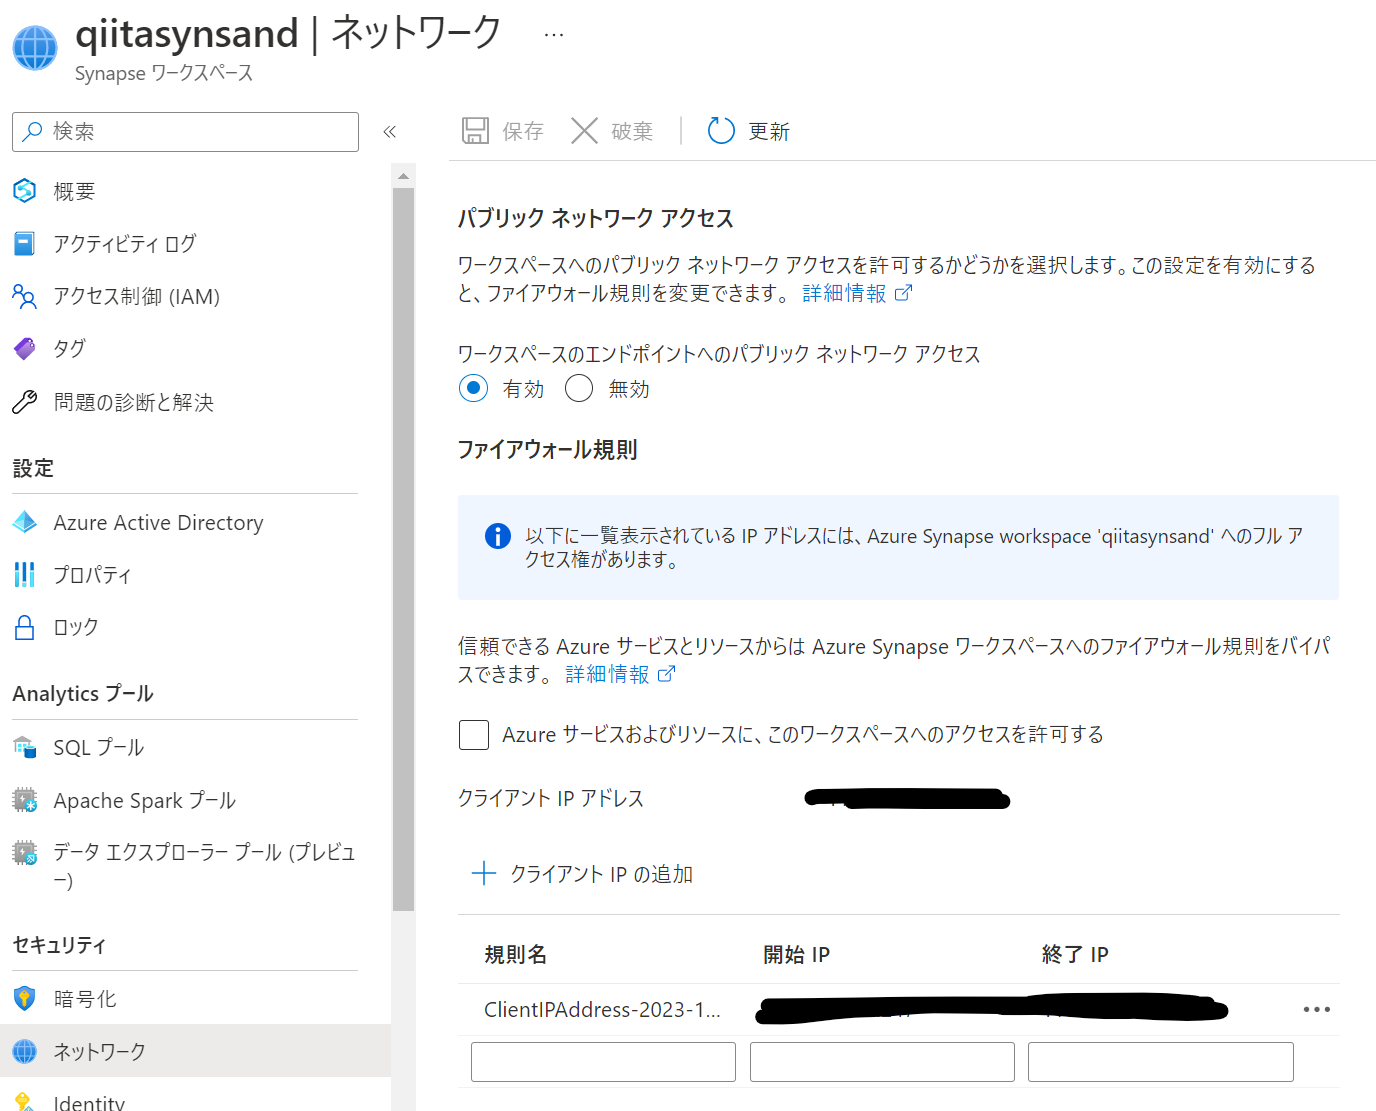 qiitasynsand | ネットワーク ...
Synapse ワークスペース
検索
«
保存
破棄
更新
概要
アクティビティ ログ
アクセス制御 (IAM)
タグ
問題の診断と解決
設定
Azure Active Directory
プロパティ
ロック
Analytics プール
SQL プール
Apache Spark プール
データ エクスプローラー プール (プレビュ
ー)
セキュリティ
暗号化
ネットワーク
Identity
パブリック ネットワーク アクセス
ワークスペースへのパブリック ネットワーク アクセスを許可するかどうかを選択します。この設定を有効にする
と、ファイアウォール規則を変更できます。 詳細情報
ワークスペースのエンドポイントへのパブリック ネットワーク アクセス
有効 無効
ファイアウォール規則
以下に一覧表示されている IP アドレスには、Azure Synapse workspace 'qiitasynsand' へのフル ア
クセス権があります。
信頼できる Azure サービスとリソースからは Azure Synapse ワークスペースへのファイアウォール規則をバイパ
スできます。 詳細情報
Azure サービスおよびリソースに、このワークスペースへのアクセスを許可する
クライアント IP アドレス
クライアント IP の追加
規則名 開始 IP 終了 IP
ClientIPAddress-2023-1...